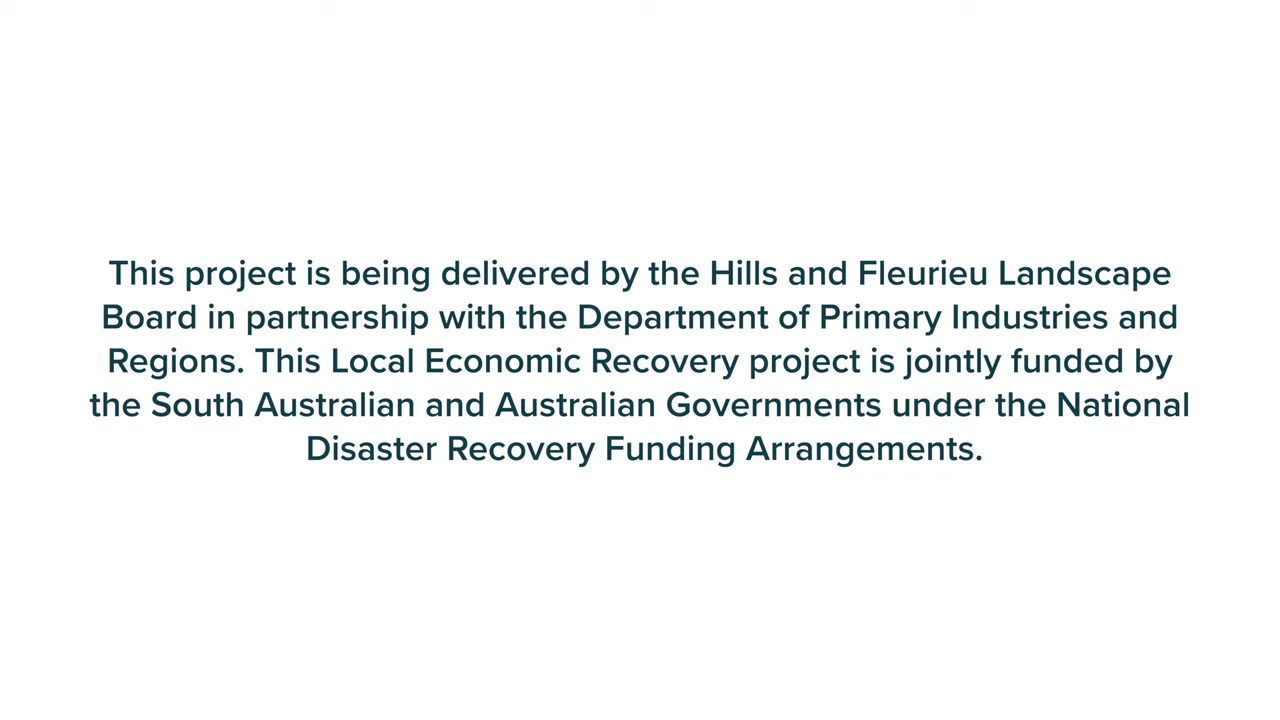 This project is being delivered by the Hills and Fleurieu Landscape
Board in partnership with the Department of Primary Industries and
Regions. This Local Economic Recovery project is jointly funded by
the South Australian and Australian Governments under the National
Disaster Recovery Funding Arrangements.